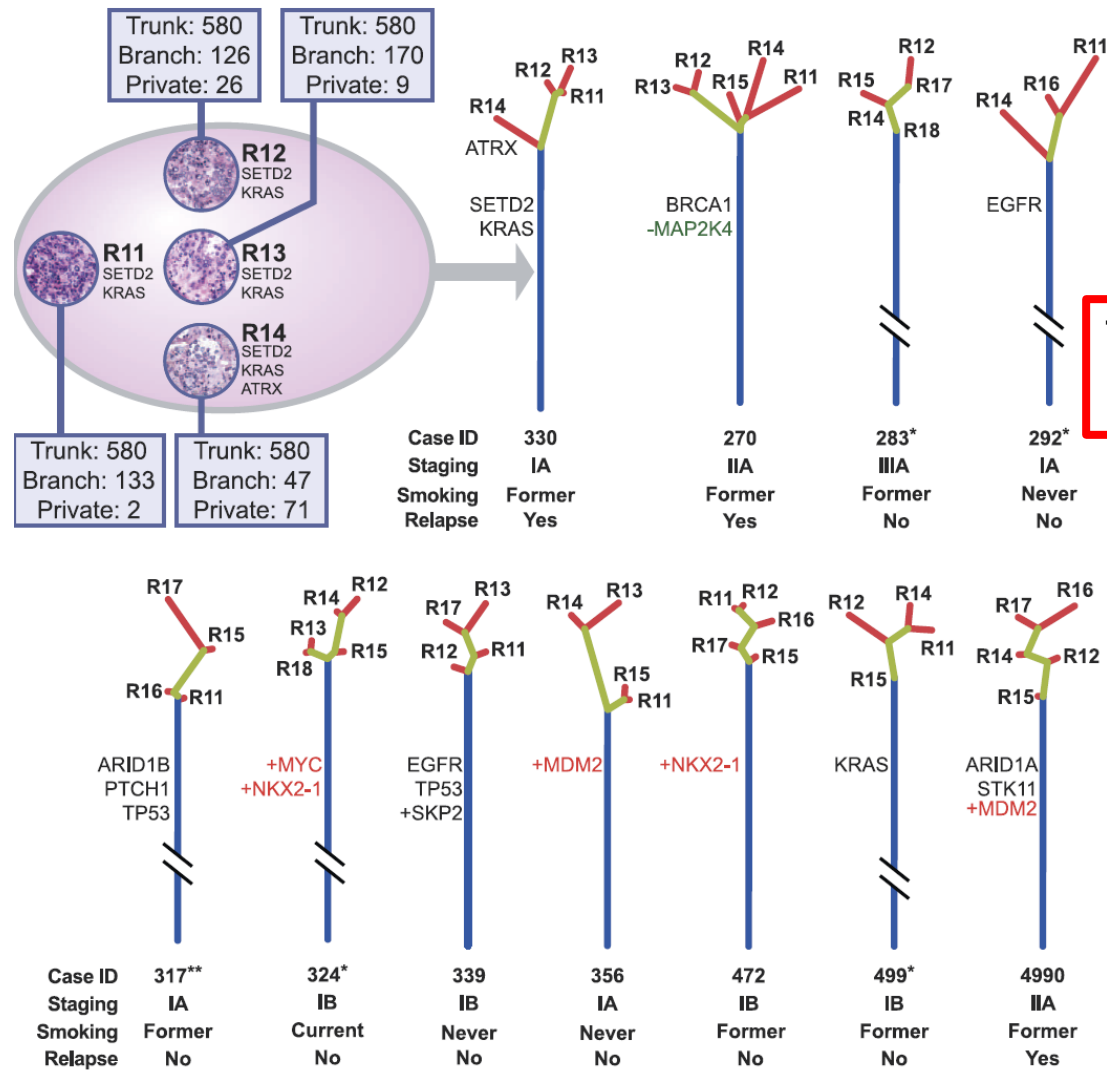 Trunk: 580
Branch: 126
Private: 26
Trunk: 580
Branch: 170
Private: 9
R12
SETD2
KRAS
R11
SETD2
KRAS
R13
SETD2
KRAS
R14
SETD2
KRAS
ATRX
Trunk: 580
Branch: 133
Private: 2
Trunk: 580
Branch: 47
Private: 71
R13
R12
R11
R14
ATRX
SETD2
KRAS
R14
R12
R13
R15
R11
BRCA1
-MAP2K4
R12
R15
R17
R14
R18
R11
R16
R14
EGFR
Case ID 330 270 283* 292*
Staging IA IIA IIIA IA
Smoking Former Former Former Never
Relapse Yes Yes No No
R17
R15
R16
R11
ARID1B
PTCH1
TP53
R12
R14
R13
R15
R18
+MYC
+NKX2-1
R13
R17
R11
R12
EGFR
TP53
+SKP2
R13
R14
R15
R11
+MDM2
R12
R11
R16
R17
R15
+NKX2-1
R14
R12
R11
R15
KRAS
R16
R17
R14
R12
R15
ARID1A
STK11
+MDM2
Case ID 317** 324* 339 356 472 499* 4990
Staging IA IB IB IA IB IB IIA
Smoking Former Current Never Never Former Former Former
Relapse No No No No No No Yes